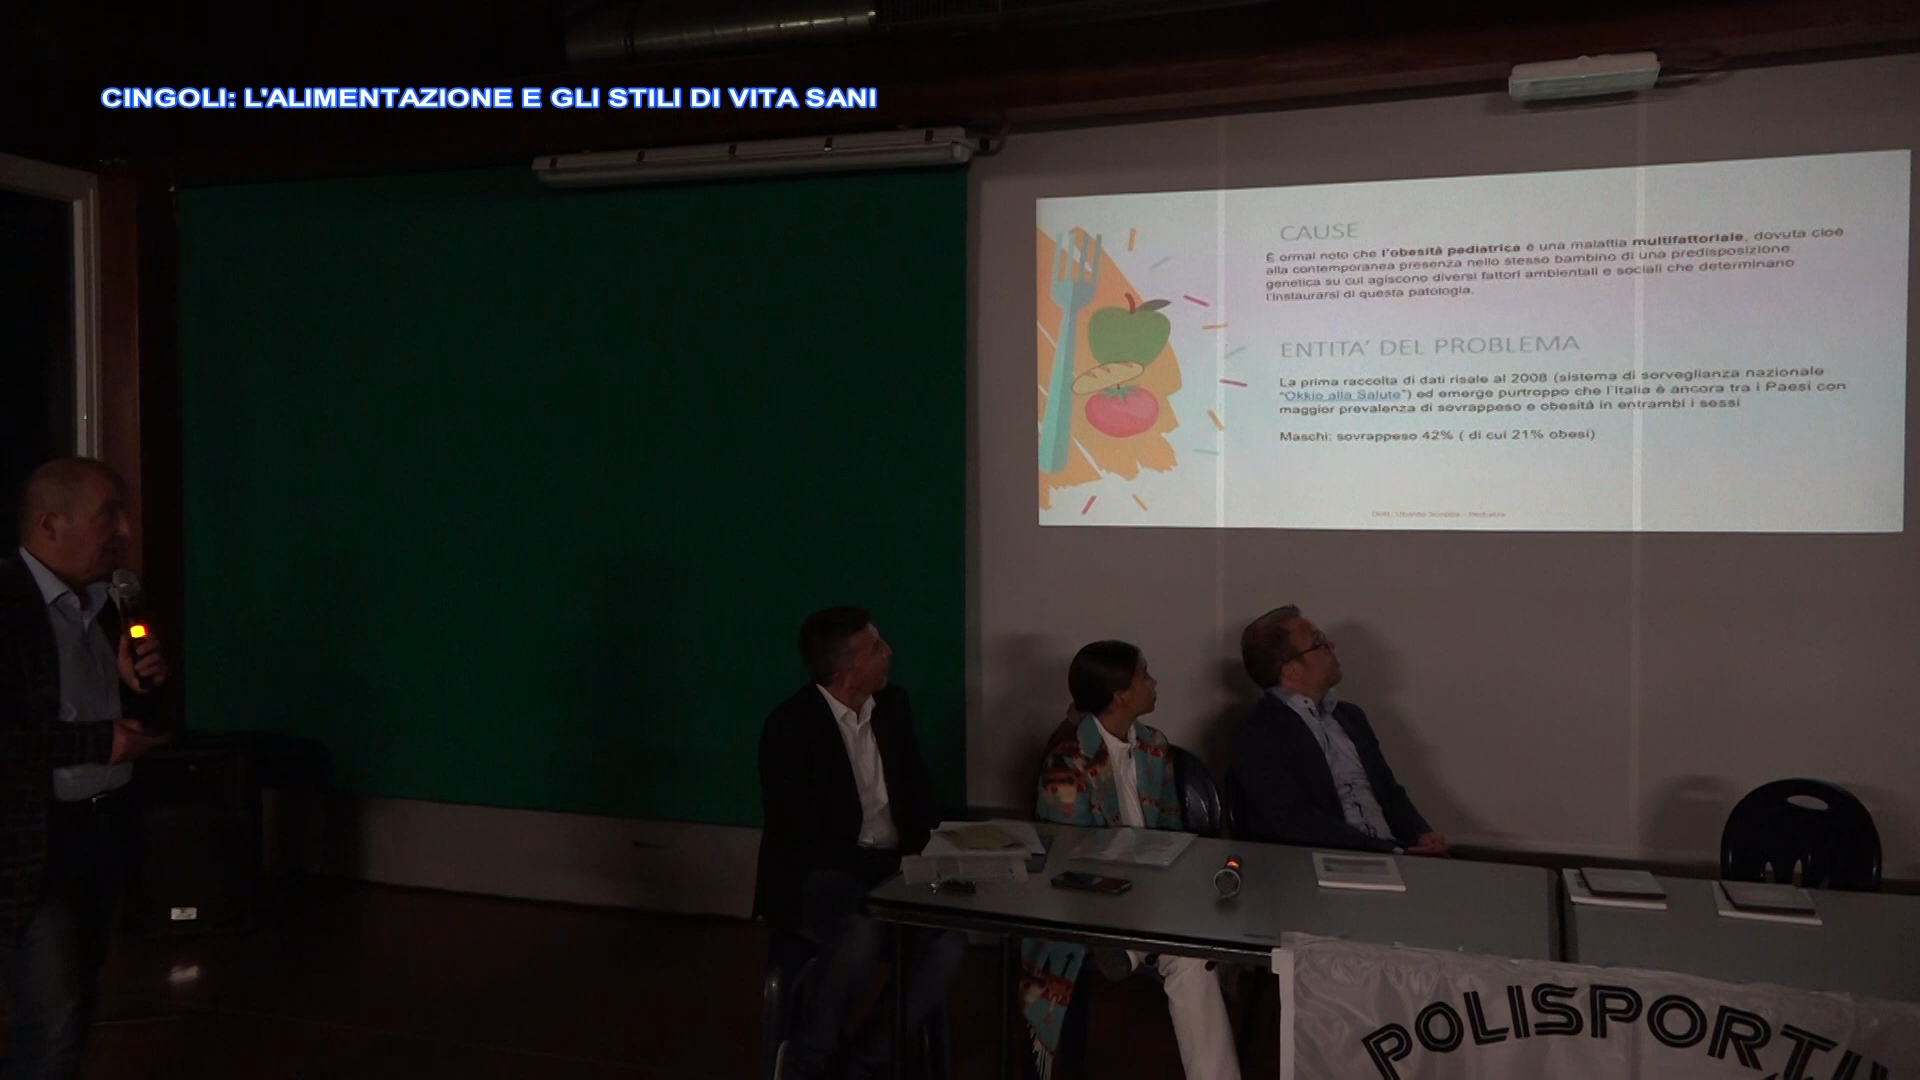 CINGOLI: L'ALIMENTAZIONE E GLI STILI DI VITA SANI
CAUSE
È ormai noto che l'obesità pediatrica è una malattia multifattoriale, dovuta cioè
alla contemporanea presenza nello stesso bambino di una predisposizione
genetica su cui agiscono diversi fattori ambientali e sociali che determinano
l'instaurarsi di questa patologia.
ENTITA' DEL PROBLEMA
La prima raccolta di dati risale al 2008 (sistema di sorveglianza nazionale
"Okkio alla Salute") ed emerge purtroppo che l'Italia è ancora tra i Paesi con
maggior prevalenza di sovrappeso e obesità in entrambi i sessi
Maschi: sovrappeso 42% ( di cui 21% obesi)
Dott. Pediatra
POLISPORTI